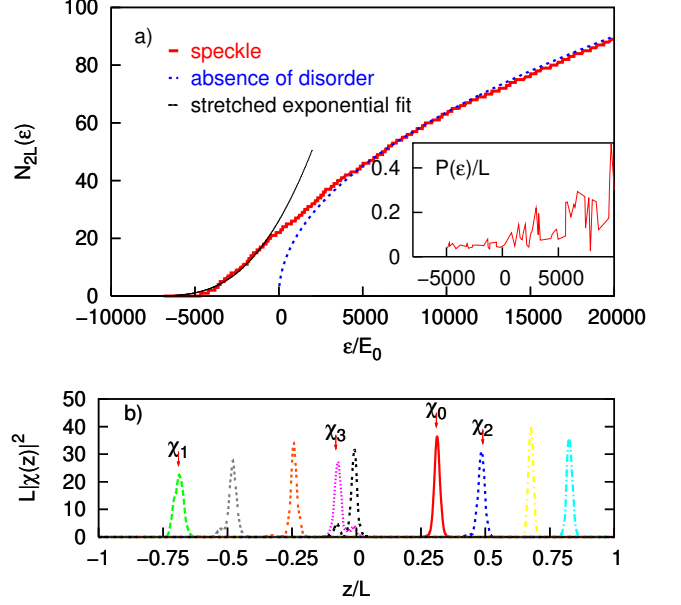 a)
speckle
absence of disorder
stretched exponential fit
N2L(ε)
100
80
60
40
20
0
−10000 −5000 0 5000 10000 15000 20000
ε/E0
P(ε)/L
0.4
0.2
0
−5000 0 5000
b)
L|χ(z)|²
50
40
30
20
10
0
χ1 χ3 χ0 χ2
−1 −0.75 −0.5 −0.25 0 0.25 0.5 0.75 1
z/L